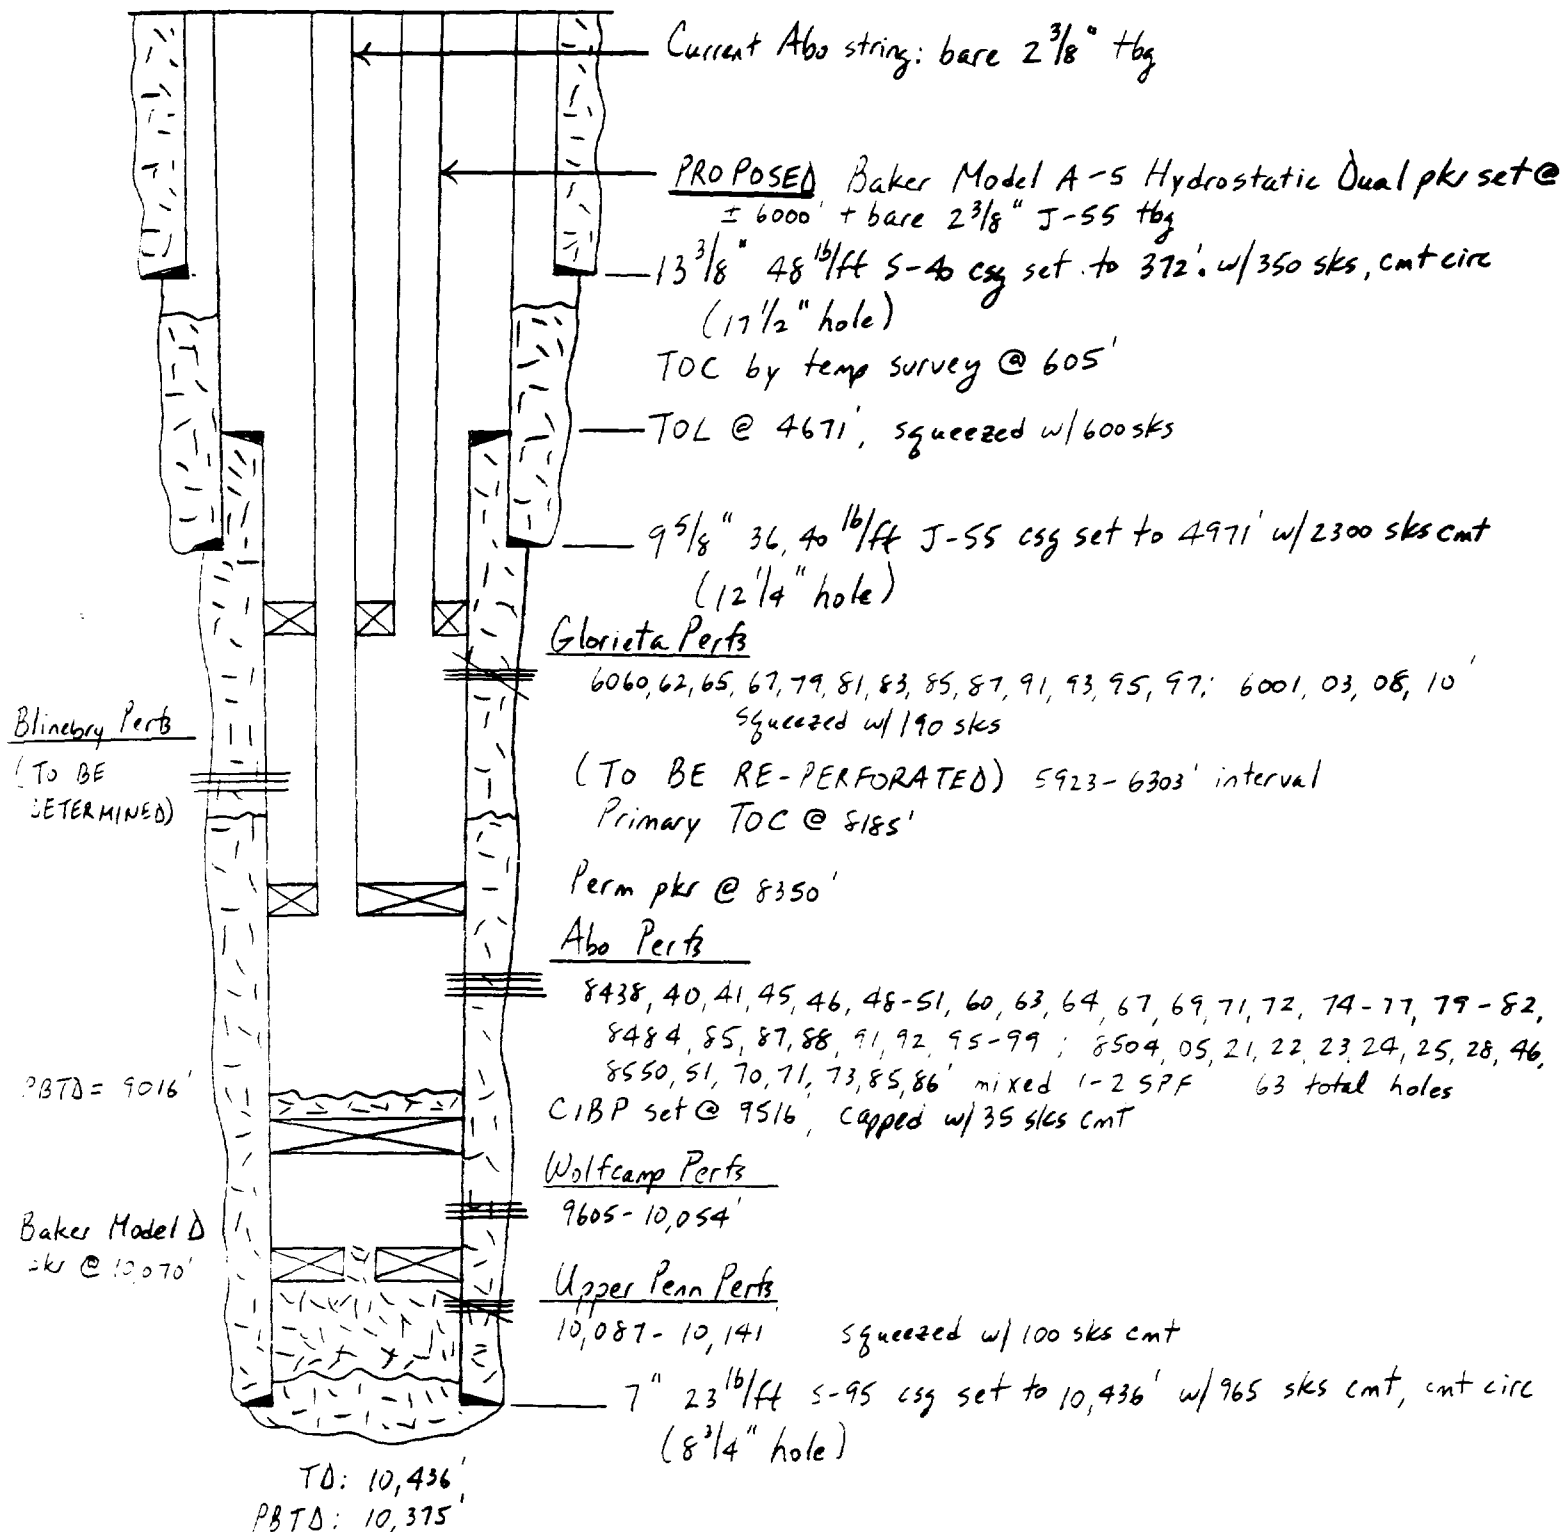 Current Abo string: bare 2 3/8" tbg
PROPOSED Baker Model A-5 Hydrostatic Dual pkr set @
± 6000' + bare 2 3/8" J-55 tbg
13 3/8" 48 lb/ft S-40 csg set to 372'. w/350 sks, cmt circ
(17 1/2" hole)
TOC by temp survey @ 605'
TOL @ 4671', squeezed w/600 sks
9 5/8" 36, 40 lb/ft J-55 csg set to 4971' w/2300 sks cmt
(12 1/4" hole)
Glorieta Perfs
6060, 62, 65, 67, 79, 81, 83, 85, 87, 91, 93, 95, 97; 6001, 03, 08, 10'
squeezed w/190 sks
Blinebry Perfs
(TO BE
DETERMINED)
(TO BE RE-PERFORATED) 5923-6303' interval
Primary TOC @ 8185'
Perm pkr @ 8350'
Abo Perfs
8438, 40, 41, 45, 46, 48-51, 60, 63, 64, 67, 69, 71, 72, 74-77, 79-82,
8484, 85, 87, 88, 91, 92, 95-99; 8504, 05, 21, 22, 23, 24, 25, 28, 46,
8550, 51, 70, 71, 73, 85, 86' mixed 1-2 SPF 63 total holes
PBTD = 9016'
CIBP set @ 9516, capped w/35 sks cmt
Wolfcamp Perfs
9605-10,054'
Baker Model D
pkr @ 10,070'
Upper Penn Perfs
10,087-10,141 squeezed w/100 sks cmt
7" 23 lb/ft S-95 csg set to 10,436' w/965 sks cmt, cmt circ
(8 3/4" hole)
TD: 10,436'
PBTD: 10,375'